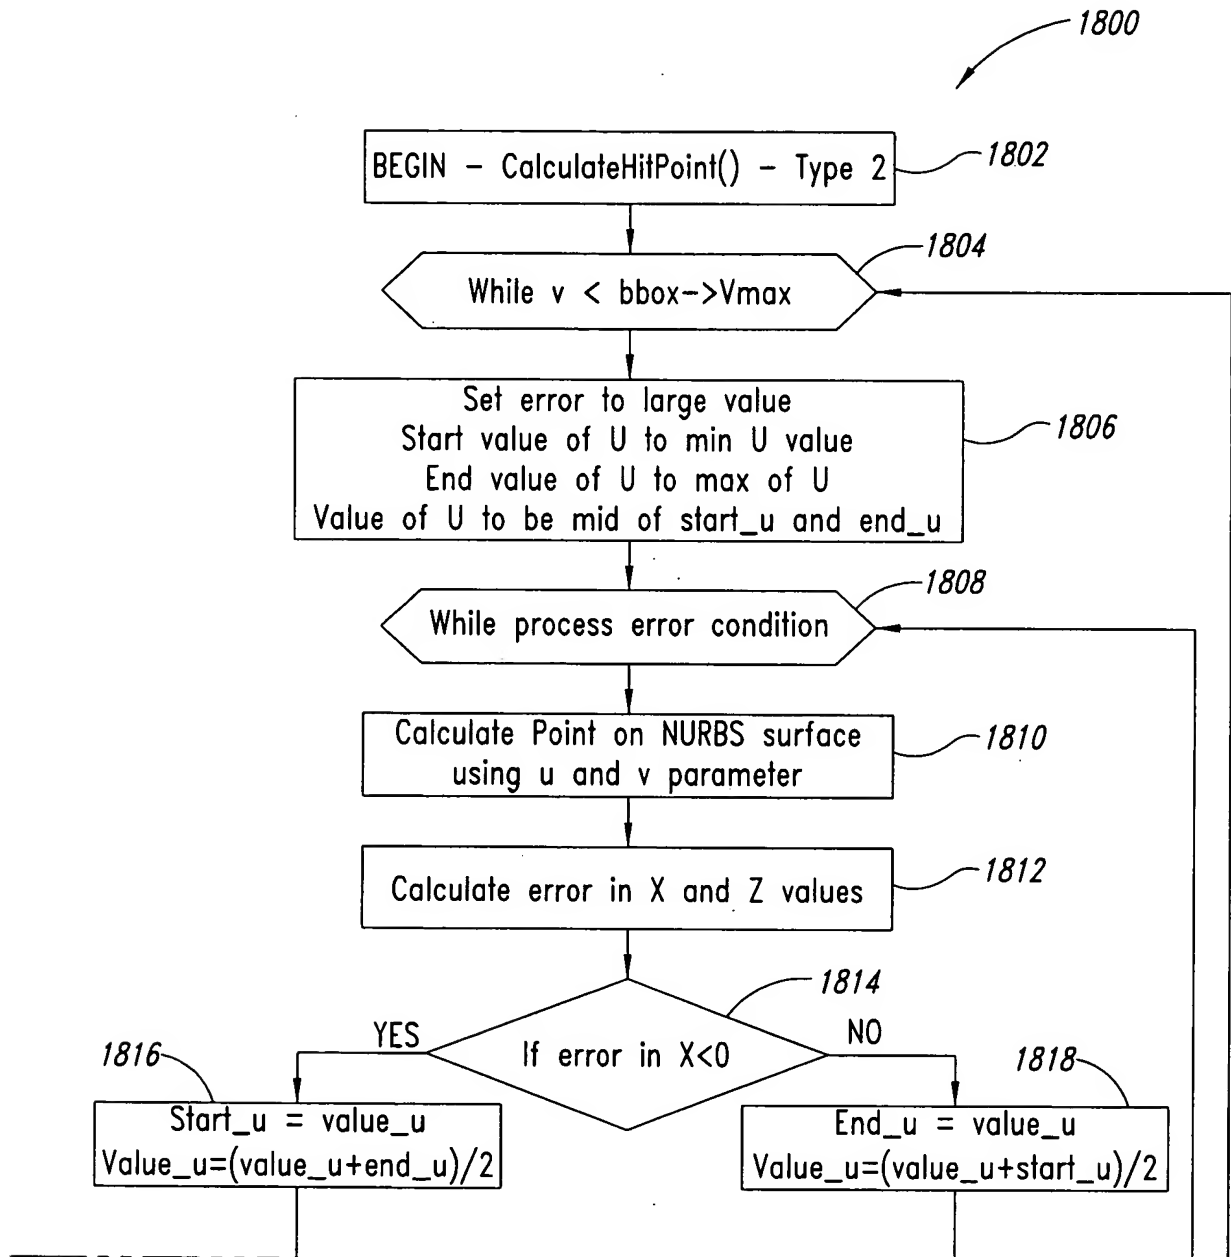 1800
BEGIN - CalculateHitPoint() - Type 2
1802
1804
While v < bbox->Vmax
Set error to large value
Start value of U to min U value
End value of U to max of U
Value of U to be mid of start_u and end_u
1806
1808
While process error condition
Calculate Point on NURBS surface
using u and v parameter
1810
Calculate error in X and Z values
1812
1814
If error in X<0
YES
NO
1816
Start_u = value_u
Value_u=(value_u+end_u)/2
1818
End_u = value_u
Value_u=(value_u+start_u)/2